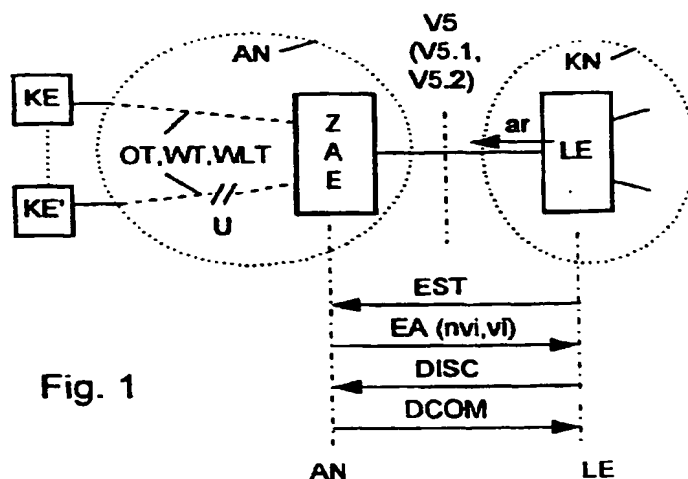 AN
V5
(V5.1,
V5.2)
KN
KE
Z
A
E
ar
LE
OT,WT,WLT
KE'
U
EST
EA (nvi,vi)
DISC
DCOM
Fig. 1
AN
LE